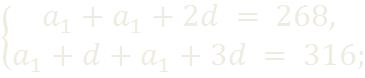 a₁ + a₁ + 2d = 268,
a₁ + d + a₁ + 3d = 316;